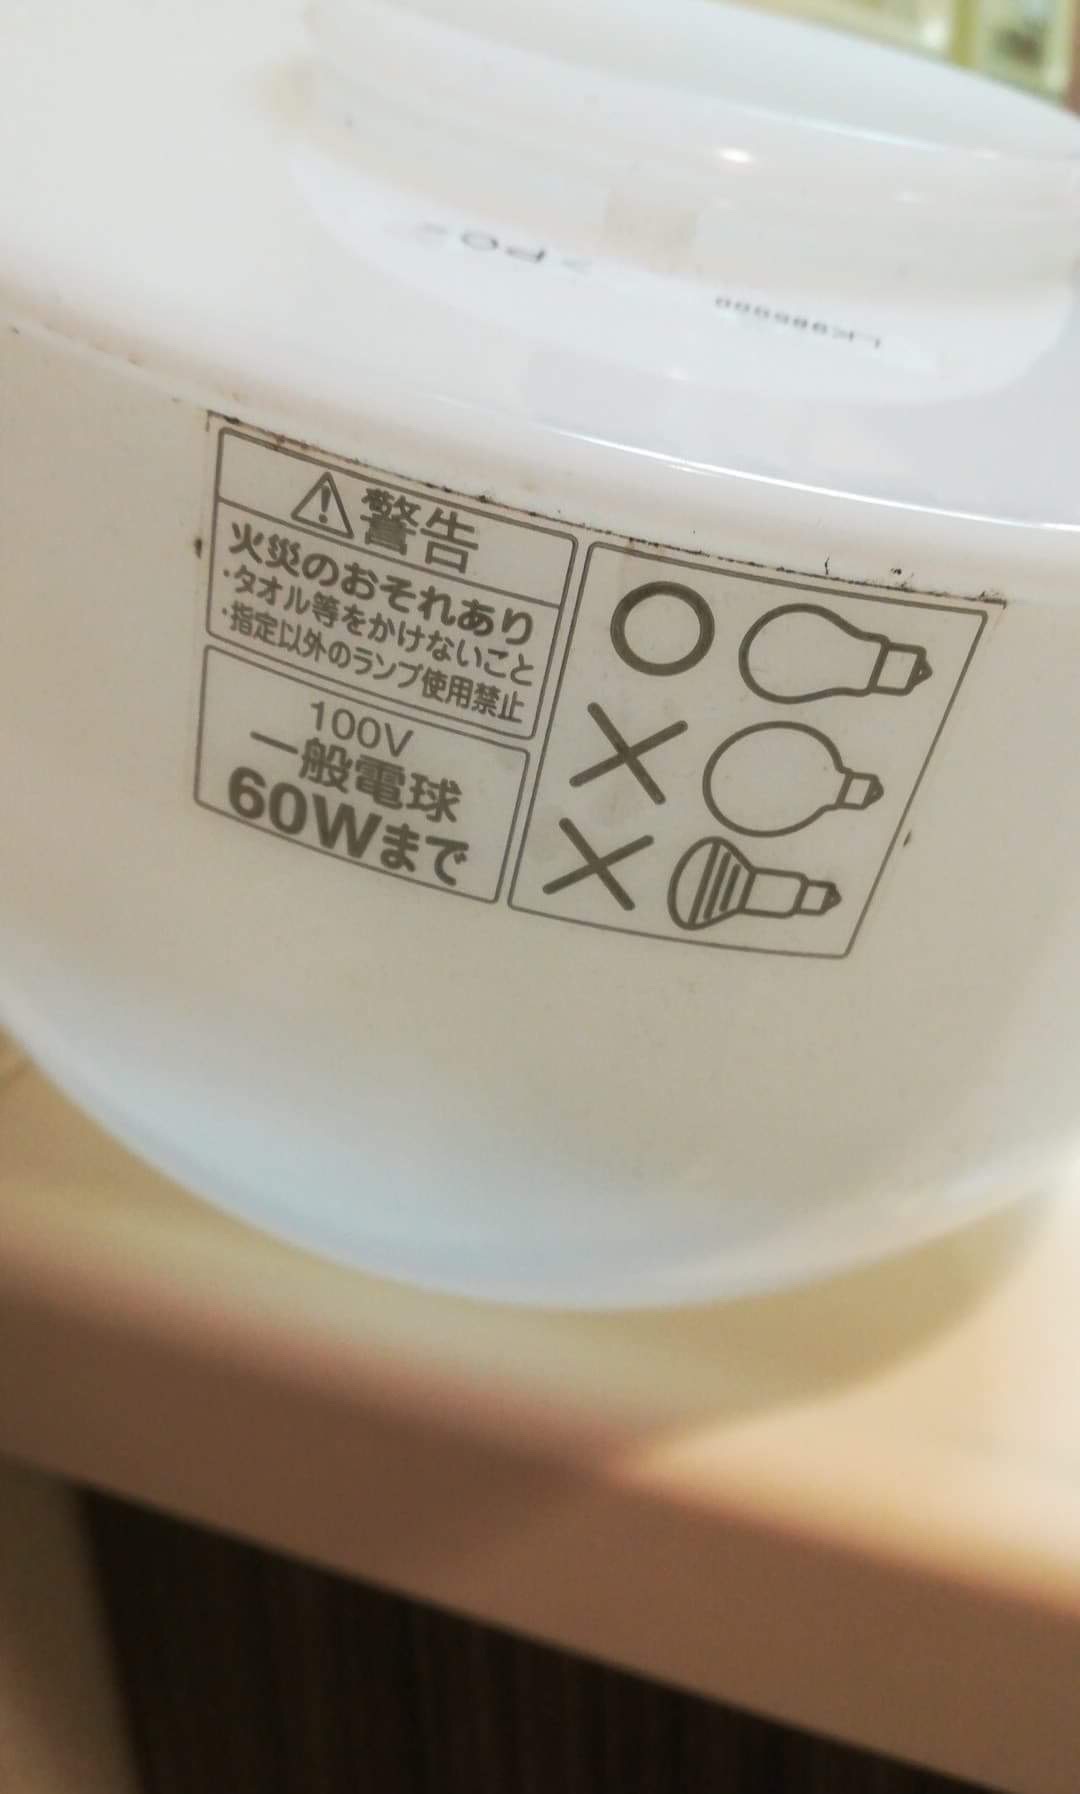 警告
火災のおそれあり
・タオル等をかけないこと
・指定以外のランプ使用禁止
100V
一般電球
60Wまで